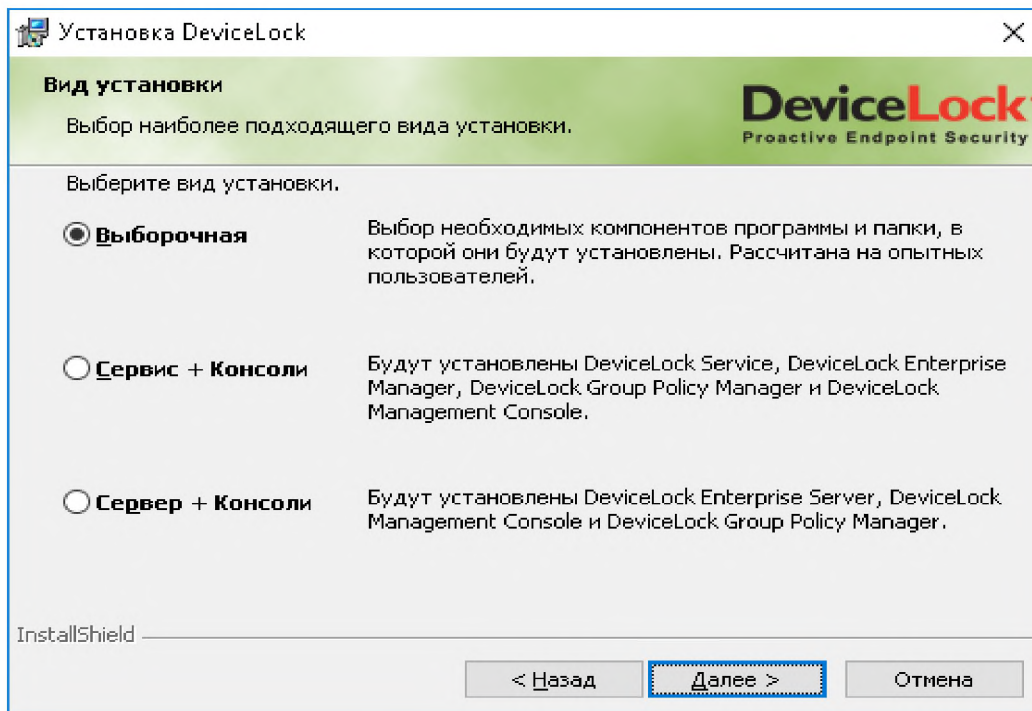 Установка DeviceLock
Вид установки
Выбор наиболее подходящего вида установки.
DeviceLock
Proactive Endpoint Security
Выберите вид установки.
Выборочная
Выбор необходимых компонентов программы и папки, в
которой они будут установлены. Рассчитана на опытных
пользователей.
Сервис + Консоли
Будут установлены DeviceLock Service, DeviceLock Enterprise
Manager, DeviceLock Group Policy Manager и DeviceLock
Management Console.
Сервер + Консоли
Будут установлены DeviceLock Enterprise Server, DeviceLock
Management Console и DeviceLock Group Policy Manager.
InstallShield
< Назад
Далее >
Отмена